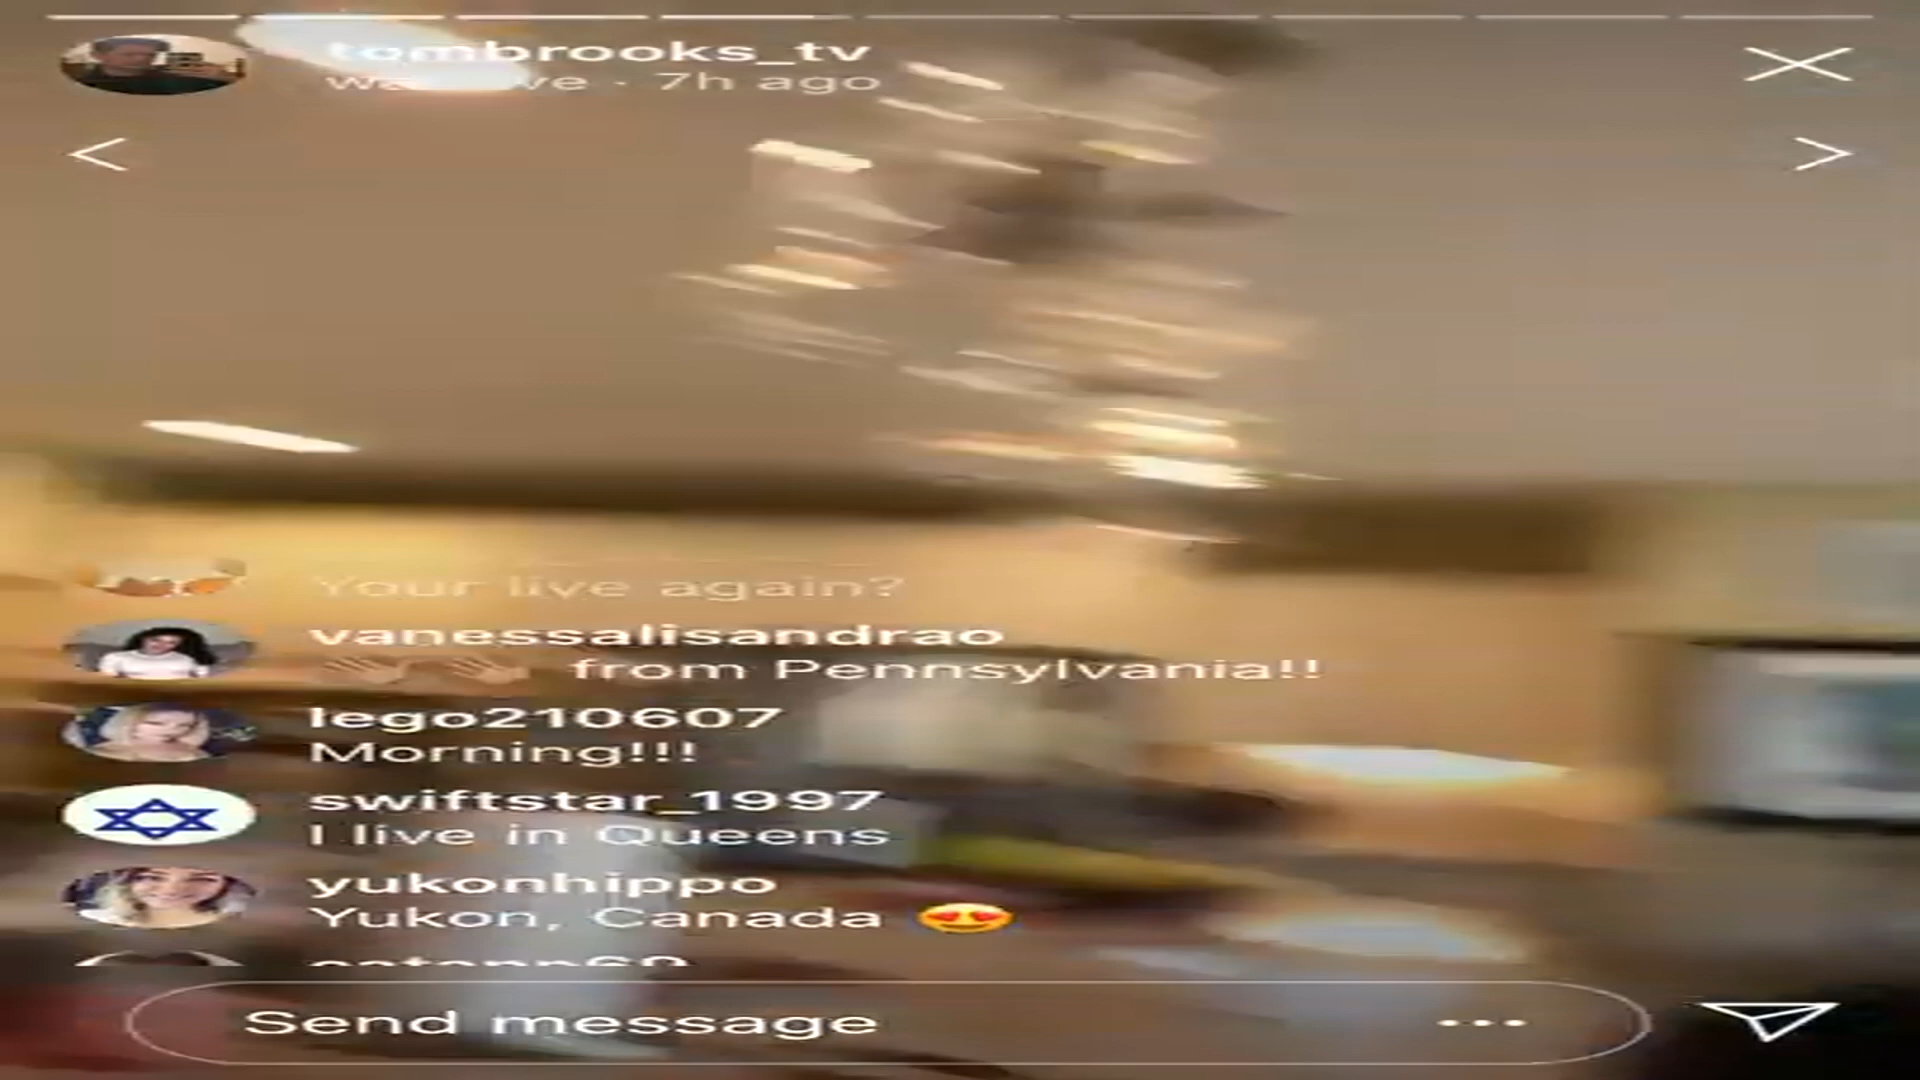 tombrooks_tv
7h ago
Your live again?
vanessalisandrao
👋🏽 👋🏽 from Pennsylvania!!
lego210607
Morning!!!
swiftstar_1997
I live in Queens
yukonhippo
Yukon, Canada 😍
Send message